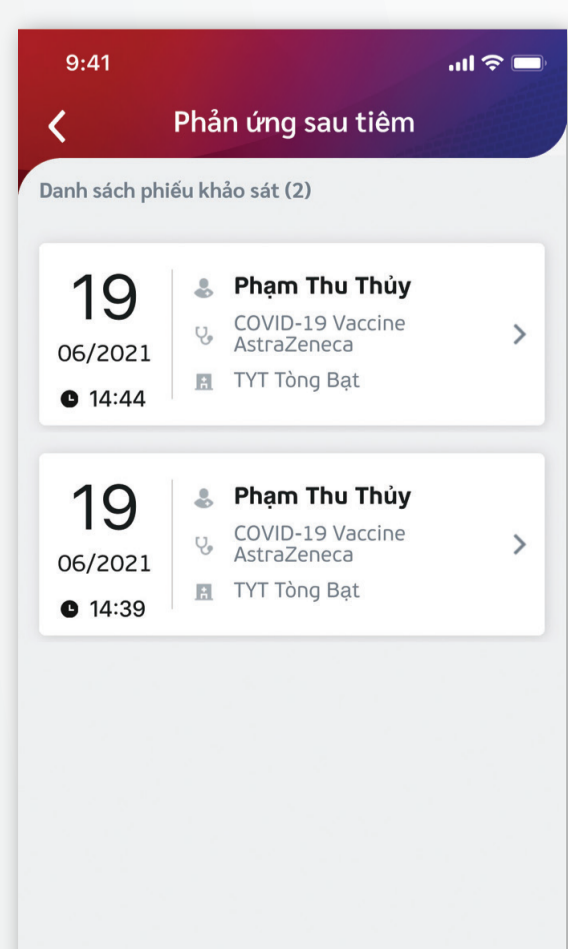 9:41
Phản ứng sau tiêm
Danh sách phiếu khảo sát (2)
19
06/2021
14:44
Phạm Thu Thủy
COVID-19 Vaccine
AstraZeneca
TYT Tòng Bạt
19
06/2021
14:39
Phạm Thu Thủy
COVID-19 Vaccine
AstraZeneca
TYT Tòng Bạt